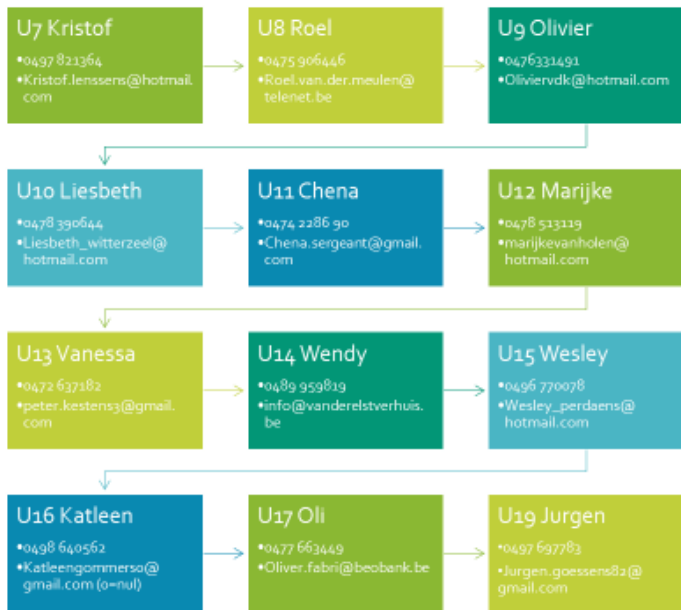 U7 Kristof
•0497 821364
•Kristof.lenssens@hotmail.
com
U8 Roel
•0475 906446
•Roel.van.der.meulen@
telenet.be
U9 Olivier
•0476331491
•Oliviervdk@hotmail.com
U10 Liesbeth
•0478 390644
•Liesbeth_witterzeel@
hotmail.com
U11 Chena
•0474 2286 90
•Chena.sergeant@gmail.
com
U12 Marijke
•0478 513119
•marijkevanholen@
hotmail.com
U13 Vanessa
•0472 637182
•peter.kestens3@gmail.
com
U14 Wendy
•0489 959819
•info@vanderelstverhuis.
be
U15 Wesley
•0496 770078
•Wesley_perdaens@
hotmail.com
U16 Katleen
•0498 640562
•Katleengommers0@
gmail.com (0=nul)
U17 Oli
•0477 663449
•Oliver.fabri@beobank.be
U19 Jurgen
•0497 697783
•Jurgen.goessens82@
gmail.com